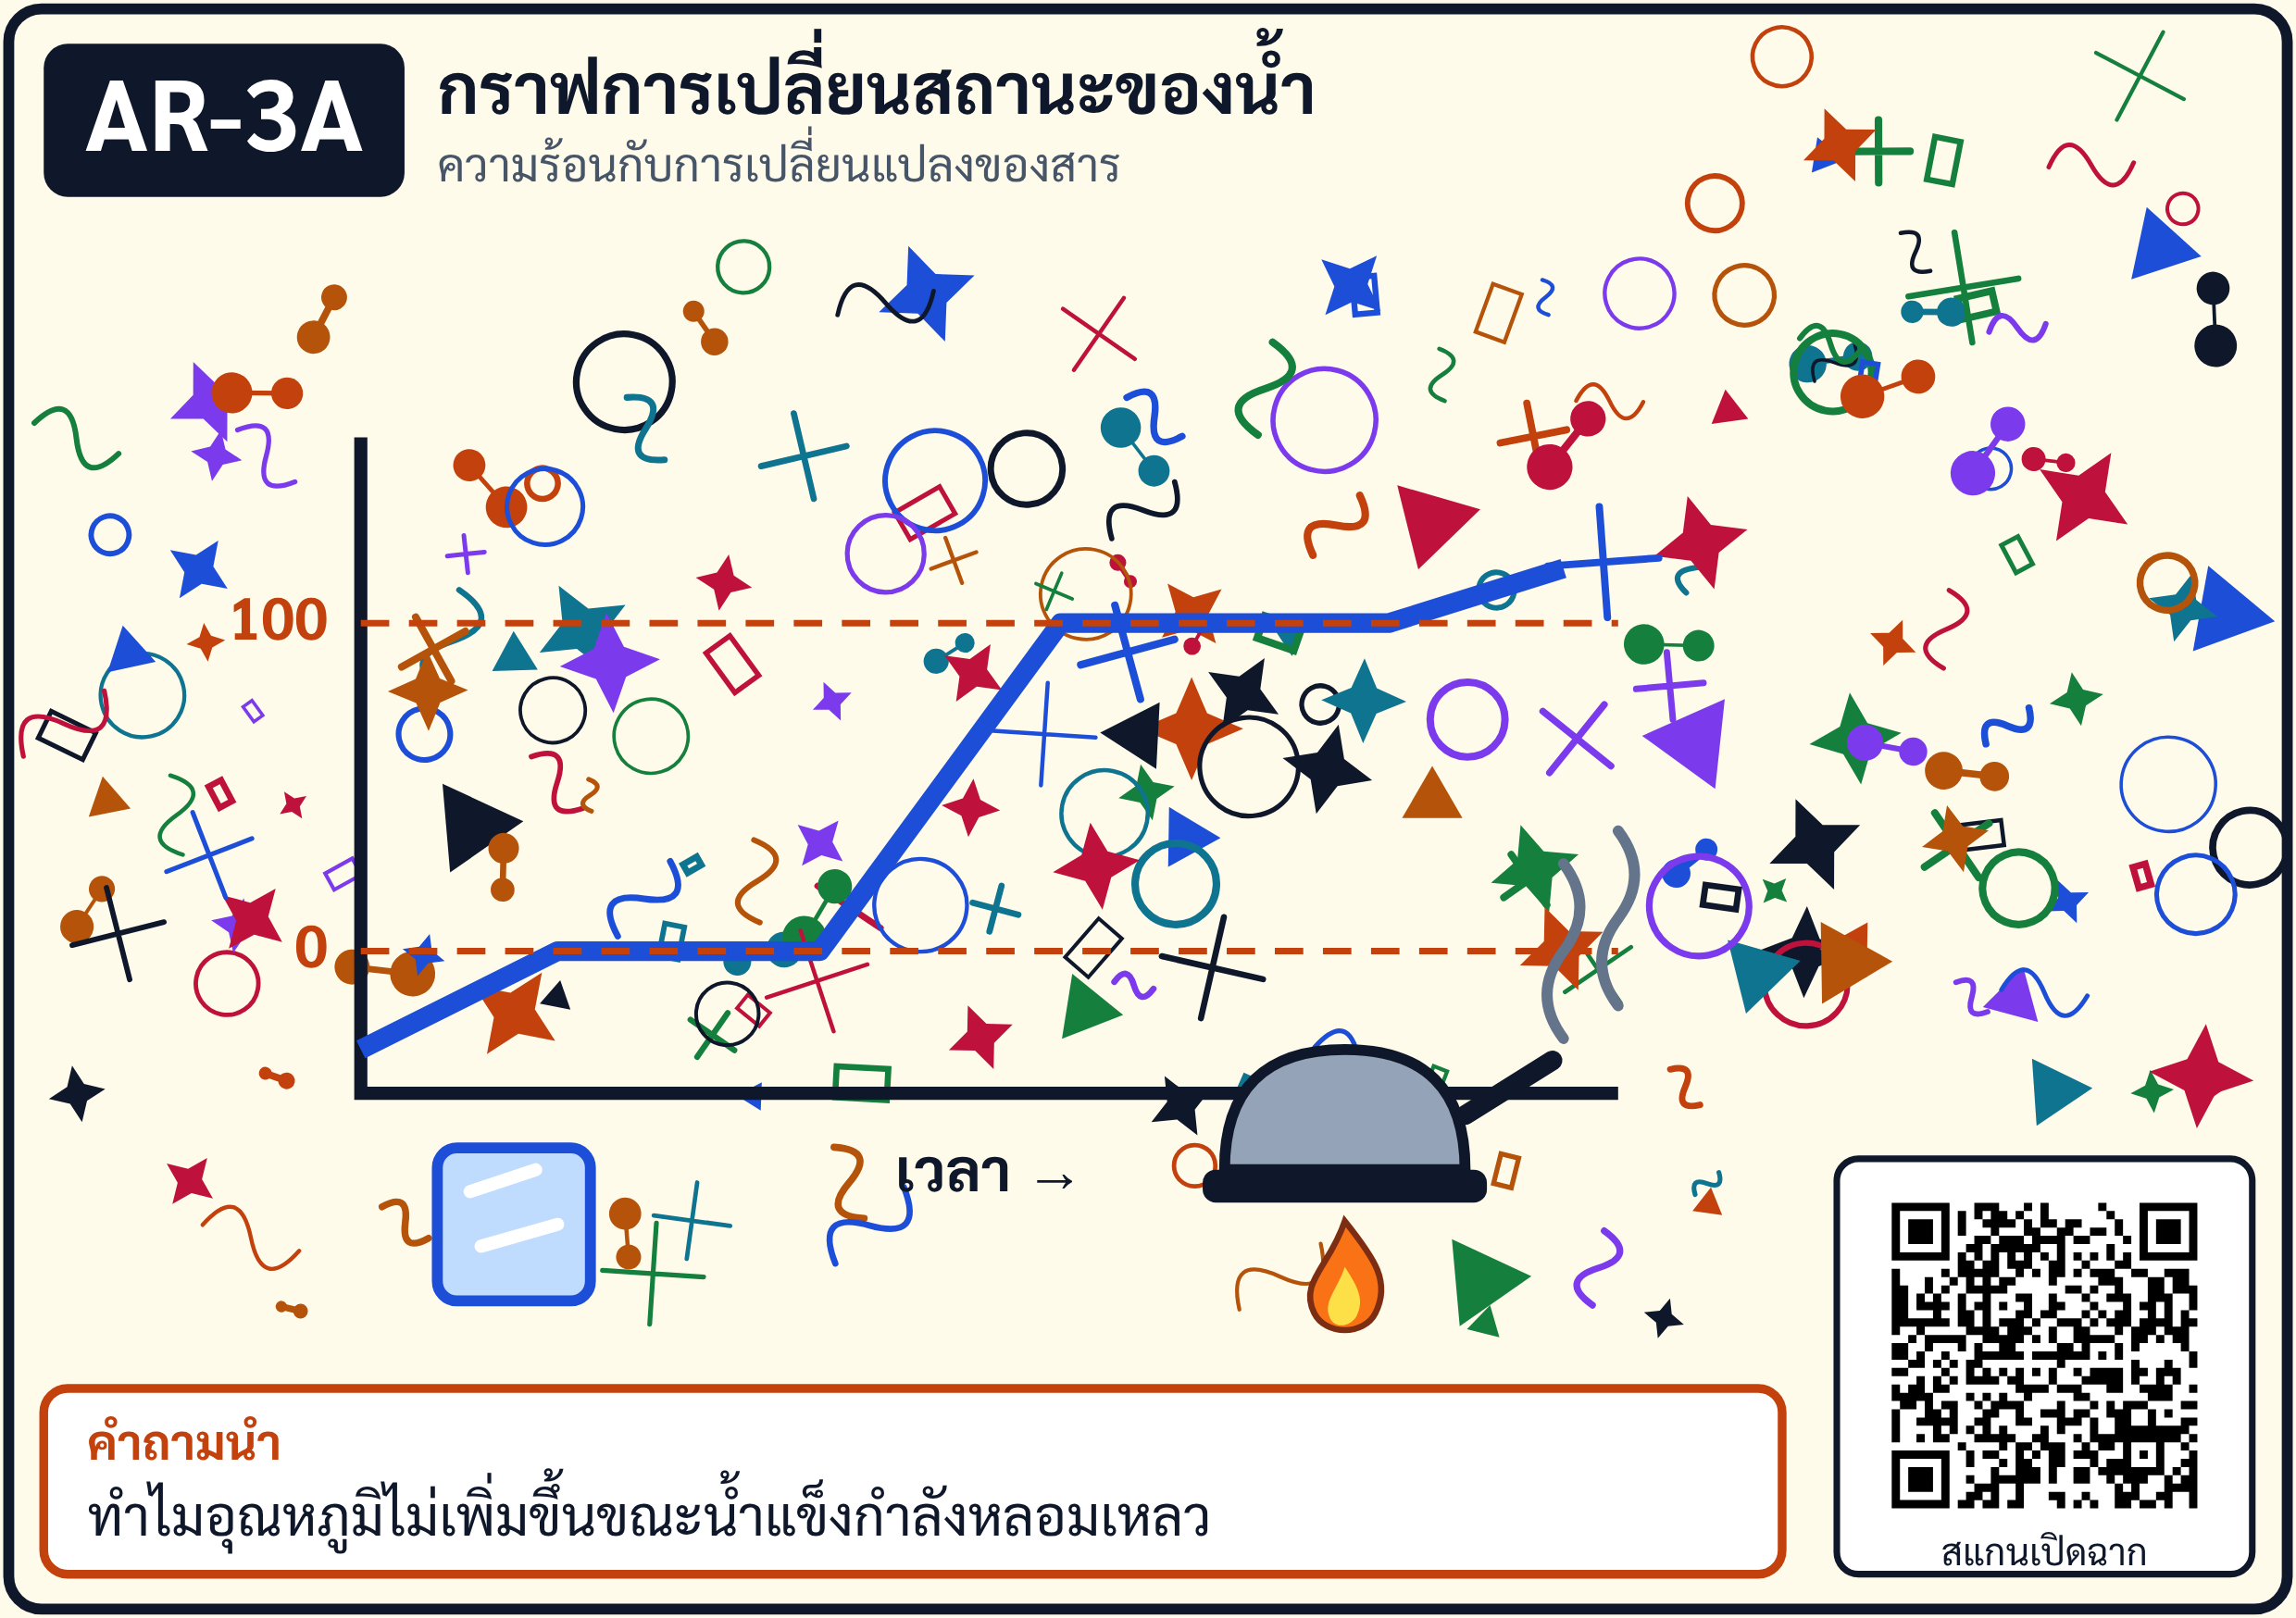 AR-3A
กราฟการเปลี่ยนสถานะของน้ำ
ความร้อนกับการเปลี่ยนแปลงของสาร
100
0
เวลา →
คำถามนำ
ทำไมอุณหภูมิไม่เพิ่มขึ้นขณะน้ำแข็งกำลังหลอมเหลว
สแกนเปิดฉาก